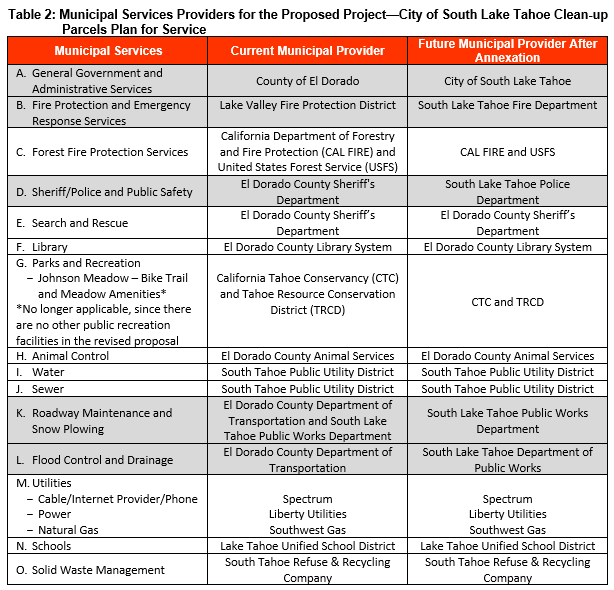 Table 2: Municipal Services Providers for the Proposed Project—City of South Lake Tahoe Clean-up
Parcels Plan for Service
Municipal Services
Current Municipal Provider
Future Municipal Provider After
Annexation
A. General Government and
Administrative Services
County of El Dorado
City of South Lake Tahoe
B. Fire Protection and Emergency
Response Services
Lake Valley Fire Protection District
South Lake Tahoe Fire Department
C. Forest Fire Protection Services
California Department of Forestry
and Fire Protection (CAL FIRE) and
United States Forest Service (USFS)
CAL FIRE and USFS
D. Sheriff/Police and Public Safety
El Dorado County Sheriff's
Department
South Lake Tahoe Police
Department
E. Search and Rescue
El Dorado County Sheriff's
Department
El Dorado County Sheriff's
Department
F. Library
El Dorado County Library System
El Dorado County Library System
G. Parks and Recreation
– Johnson Meadow – Bike Trail
and Meadow Amenities*
*No longer applicable, since there
are no other public recreation
facilities in the revised proposal
California Tahoe Conservancy (CTC)
and Tahoe Resource Conservation
District (TRCD)
CTC and TRCD
H. Animal Control
El Dorado County Animal Services
El Dorado County Animal Services
I. Water
South Tahoe Public Utility District
South Tahoe Public Utility District
J. Sewer
South Tahoe Public Utility District
South Tahoe Public Utility District
K. Roadway Maintenance and
Snow Plowing
El Dorado County Department of
Transportation and South Lake
Tahoe Public Works Department
South Lake Tahoe Public Works
Department
L. Flood Control and Drainage
El Dorado County Department of
Transportation
South Lake Tahoe Department of
Public Works
M. Utilities
– Cable/Internet Provider/Phone
– Power
– Natural Gas
Spectrum
Liberty Utilities
Southwest Gas
Spectrum
Liberty Utilities
Southwest Gas
N. Schools
Lake Tahoe Unified School District
Lake Tahoe Unified School District
O. Solid Waste Management
South Tahoe Refuse & Recycling
Company
South Tahoe Refuse & Recycling
Company